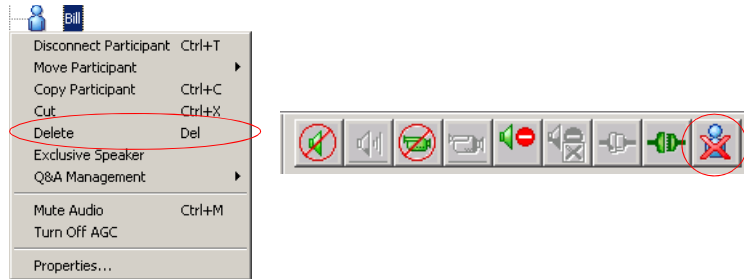 Bill
Disconnect Participant Ctrl+T
Move Participant
Copy Participant Ctrl+C
Cut Ctrl+X
Delete Del
Exclusive Speaker
Q&A Management
Mute Audio Ctrl+M
Turn Off AGC
Properties...